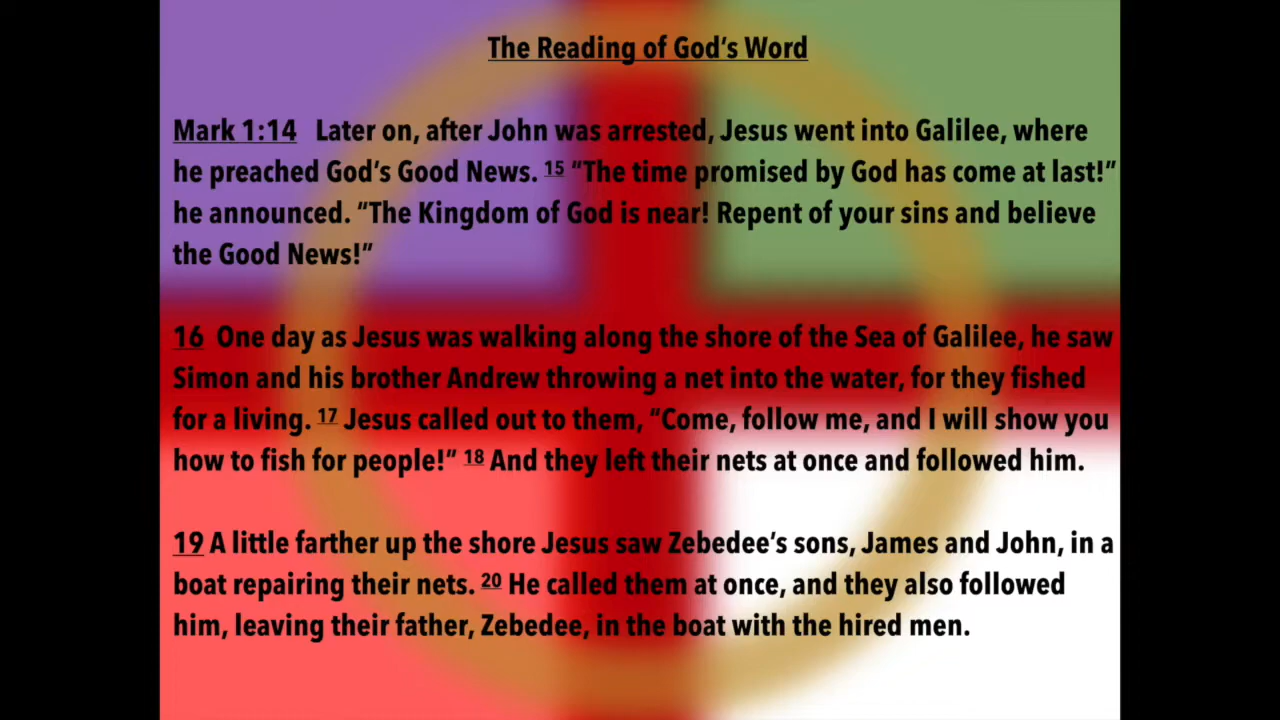 The Reading of God’s Word
Mark 1:14 Later on, after John was arrested, Jesus went into Galilee, where
he preached God’s Good News. 15 “The time promised by God has come at last!”
he announced. “The Kingdom of God is near! Repent of your sins and believe
the Good News!”
16 One day as Jesus was walking along the shore of the Sea of Galilee, he saw
Simon and his brother Andrew throwing a net into the water, for they fished
for a living. 17 Jesus called out to them, “Come, follow me, and I will show you
how to fish for people!” 18 And they left their nets at once and followed him.
19 A little farther up the shore Jesus saw Zebedee’s sons, James and John, in a
boat repairing their nets. 20 He called them at once, and they also followed
him, leaving their father, Zebedee, in the boat with the hired men.